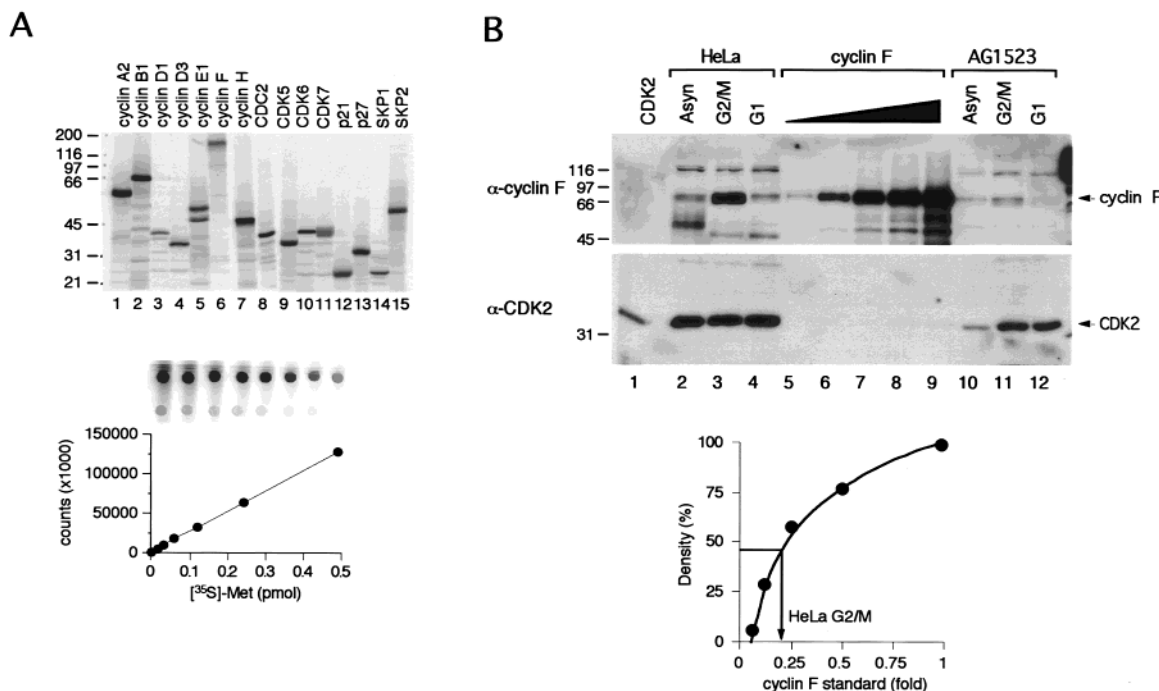 A
cyclin A2
cyclin B1
cyclin D1
cyclin D3
cyclin E1
cyclin F
cyclin H
CDC2
CDK5
CDK6
CDK7
p21
p27
SKP1
SKP2
200
116
97
66
45
31
21
1 2 3 4 5 6 7 8 9 10 11 12 13 14 15
150000
100000
50000
0
counts (x1000)
0 0.1 0.2 0.3 0.4 0.5
[35S]-Met (pmol)
B
HeLa cyclin F AG1523
CDK2
Asyn
G2/M
G1
Asyn
G2/M
G1
α-cyclin F
116
97
66
45
cyclin F
α-CDK2
31
CDK2
1 2 3 4 5 6 7 8 9 10 11 12
100
75
50
25
0
Density (%)
HeLa G2/M
0 0.25 0.5 0.75 1
cyclin F standard (fold)